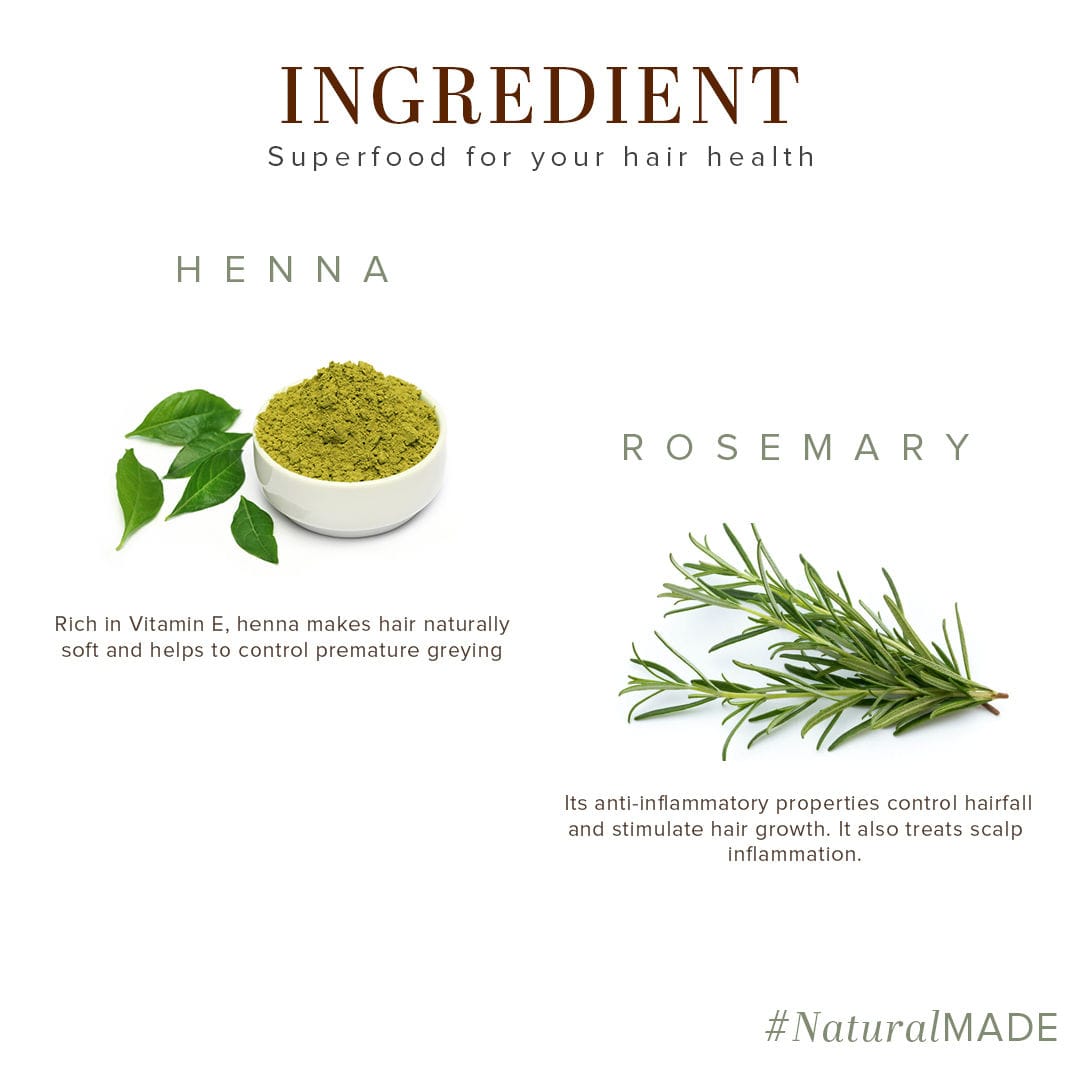 INGREDIENT
Superfood for your hair health
HENNA
Rich in Vitamin E, henna makes hair naturally
soft and helps to control premature greying
ROSEMARY
Its anti-inflammatory properties control hairfall
and stimulate hair growth. It also treats scalp
inflammation.
#NaturalMADE